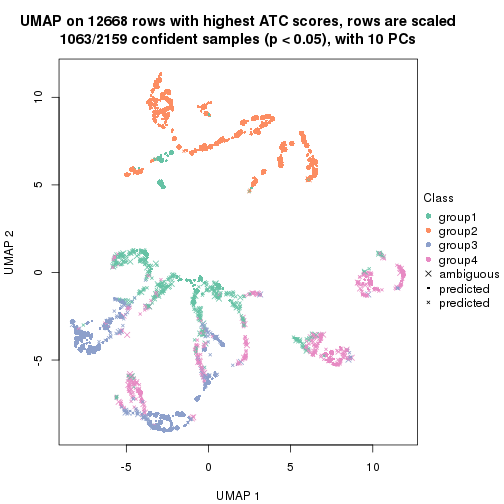 UMAP on 12668 rows with highest ATC scores, rows are scaled
1063/2159 confident samples (p < 0.05), with 10 PCs
10
5
0
-5
UMAP 2
-5
0
5
10
UMAP 1
Class
group1
group2
group3
group4
ambiguous
predicted
predicted